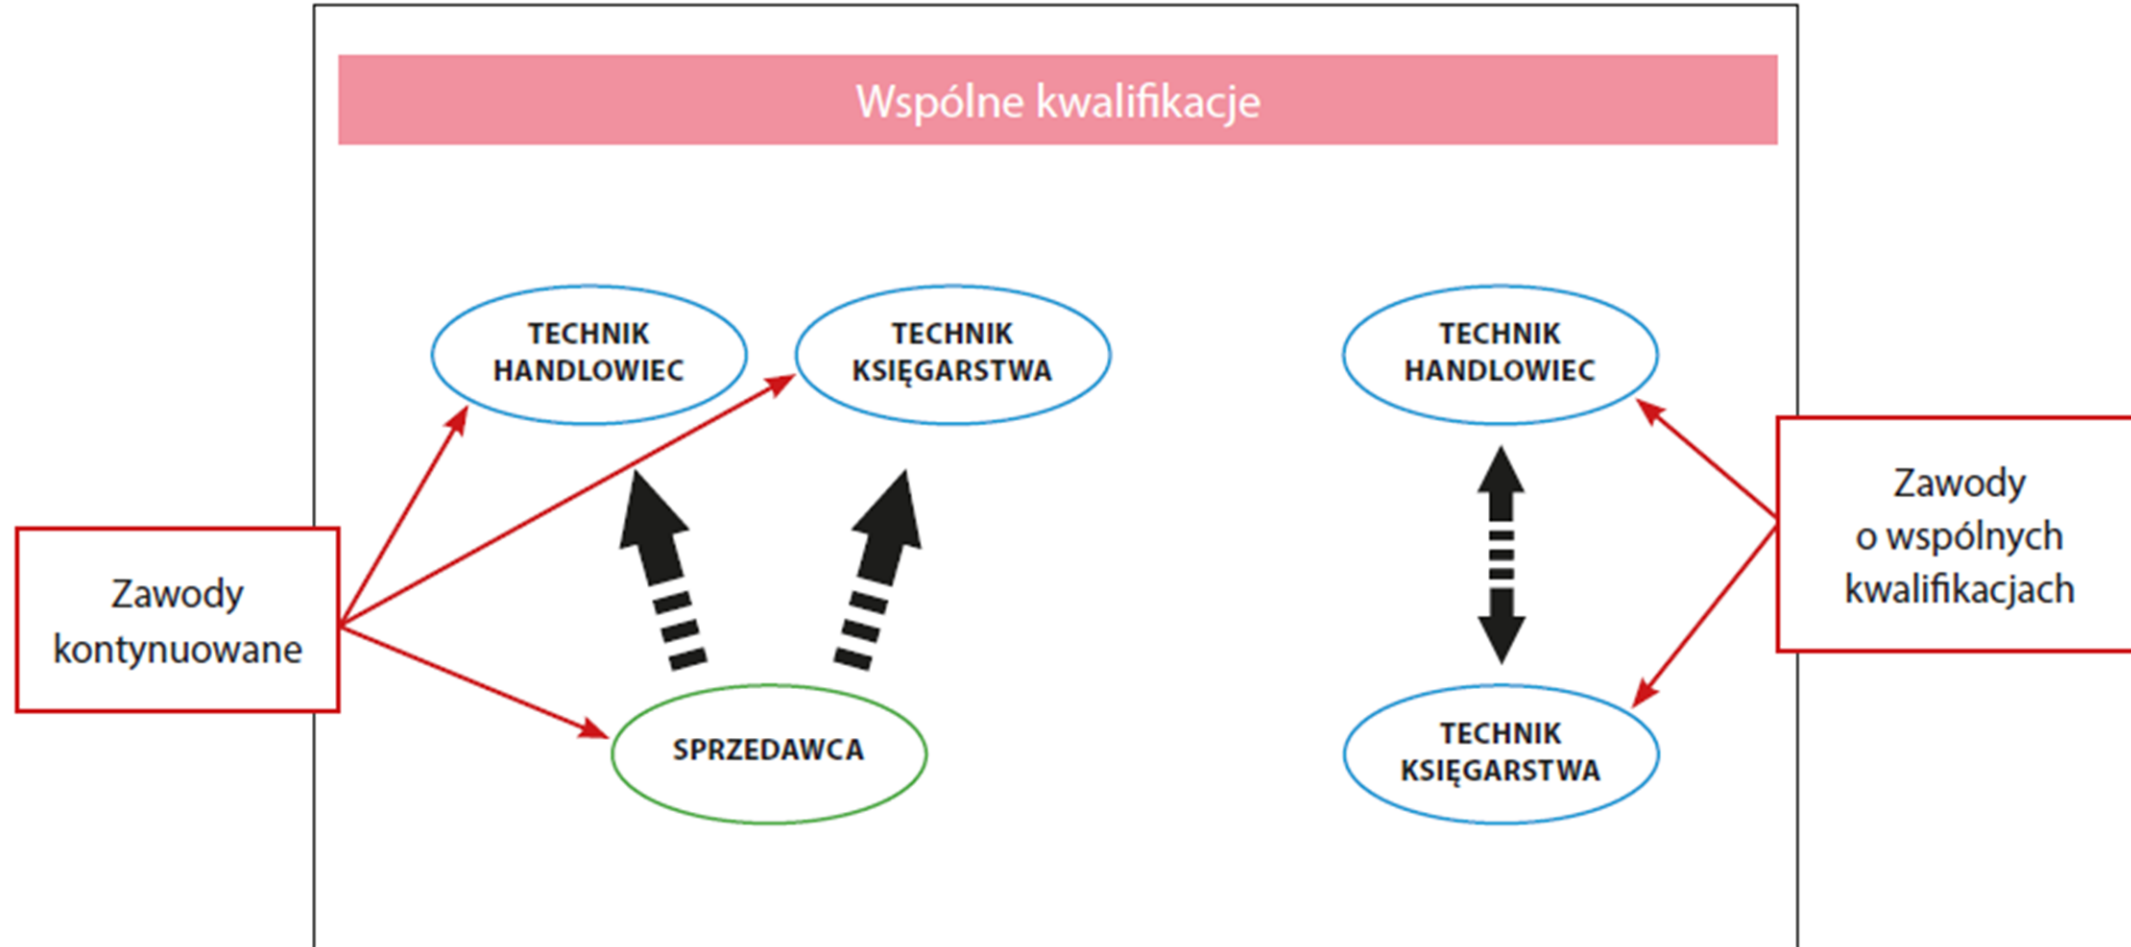 Wspólne kwalifikacje
TECHNIK
HANDLOWIEC
TECHNIK
KSIĘGARSTWA
TECHNIK
HANDLOWIEC
Zawody
kontynuowane
Zawody
o wspólnych
kwalifikacjach
SPRZEDAWCA
TECHNIK
KSIĘGARSTWA